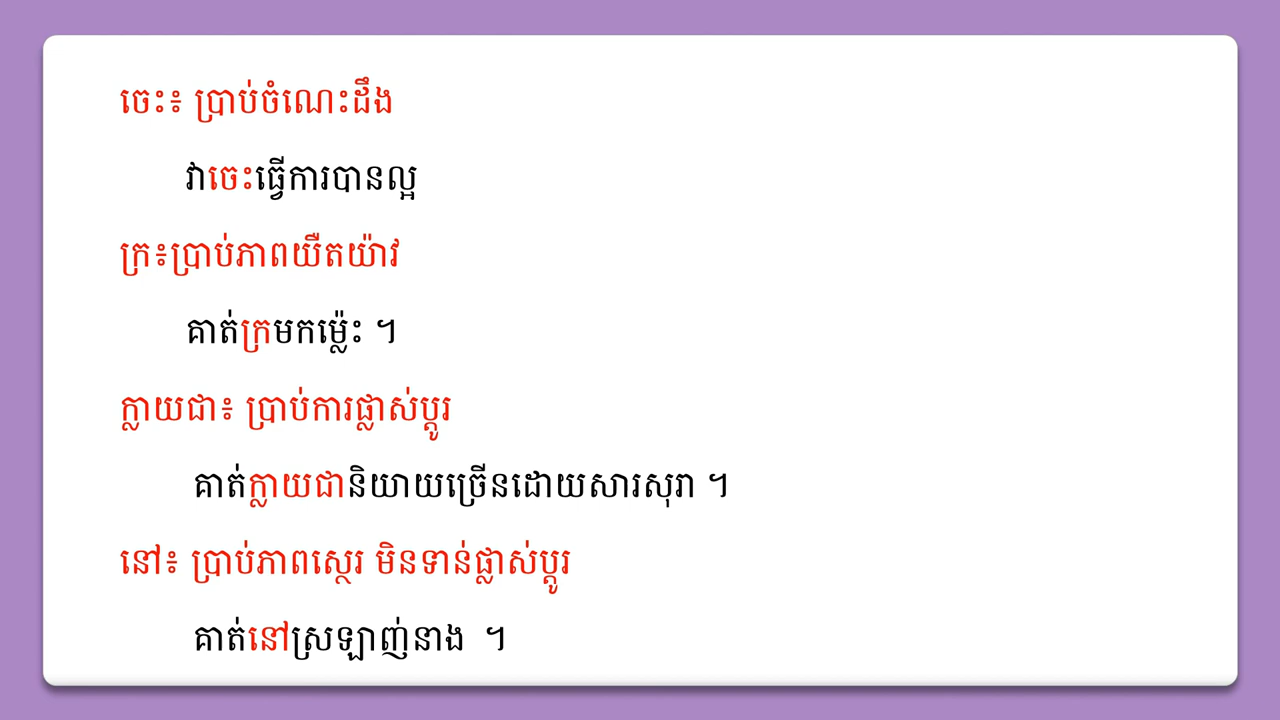 ចេះ៖ ប្រាប់ចំណេះដឹង
វាចេះធ្វើការបានល្អ
ក្រ៖ប្រាប់ភាពយឺតយ៉ាវ
គាត់ក្រមកម្ល៉េះ ។
ក្លាយជា៖ ប្រាប់ការផ្លាស់ប្តូរ
គាត់ក្លាយជានិយាយច្រើនដោយសារសុរា ។
នៅ៖ ប្រាប់ភាពស្ថេរ មិនទាន់ផ្លាស់ប្តូរ
គាត់នៅស្រឡាញ់នាង ។